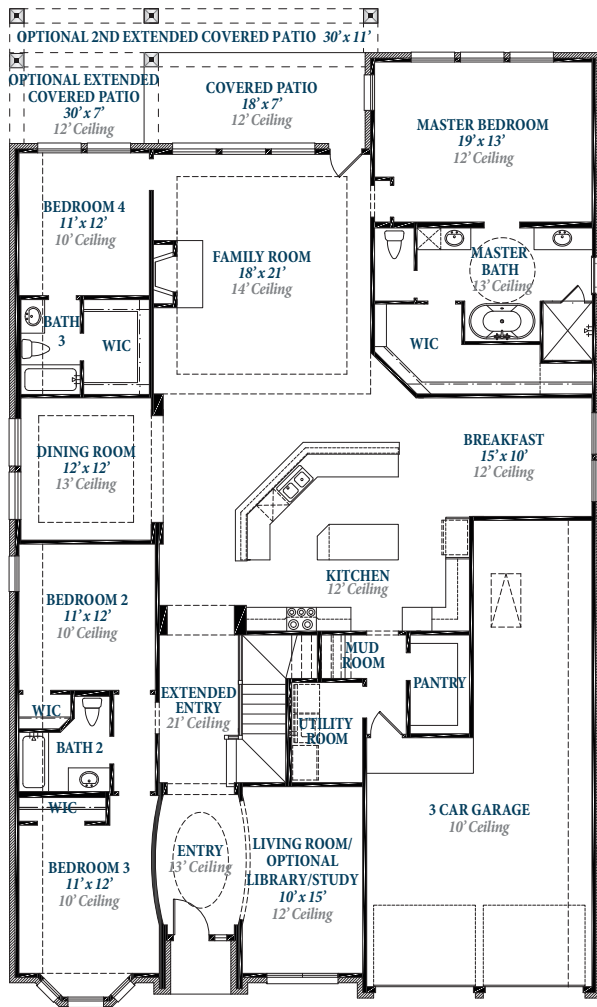 OPTIONAL 2ND EXTENDED COVERED PATIO 30' x 11'
OPTIONAL EXTENDED
COVERED PATIO
30' x 7'
12' Ceiling
COVERED PATIO
18' x 7'
12' Ceiling
MASTER BEDROOM
19' x 13'
12' Ceiling
BEDROOM 4
11' x 12'
10' Ceiling
FAMILY ROOM
18' x 21'
14' Ceiling
MASTER
BATH
13' Ceiling
BATH
3
WIC
WIC
DINING ROOM
12' x 12'
13' Ceiling
BREAKFAST
15' x 10'
12' Ceiling
KITCHEN
12' Ceiling
BEDROOM 2
11' x 12'
10' Ceiling
MUD
ROOM
PANTRY
EXTENDED
ENTRY
21' Ceiling
WIC
UTILITY
ROOM
BATH 2
WIC
3 CAR GARAGE
10' Ceiling
ENTRY
13' Ceiling
LIVING ROOM/
OPTIONAL
LIBRARY/STUDY
10' x 15'
12' Ceiling
BEDROOM 3
11' x 12'
10' Ceiling